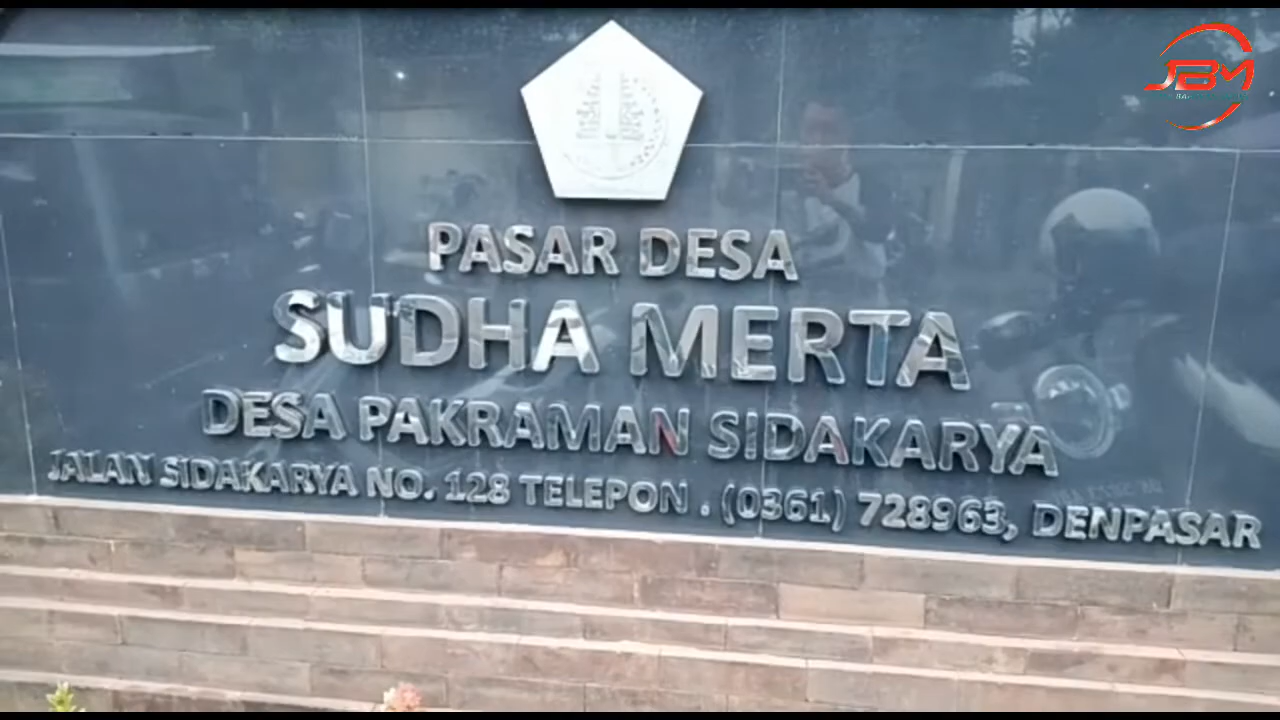 JBM
PASAR DESA
SUDHA MERTA
DESA PAKRAMAN SIDAKARYA
JALAN SIDAKARYA NO. 128 TELEPON . (0361) 728963, DENPASAR